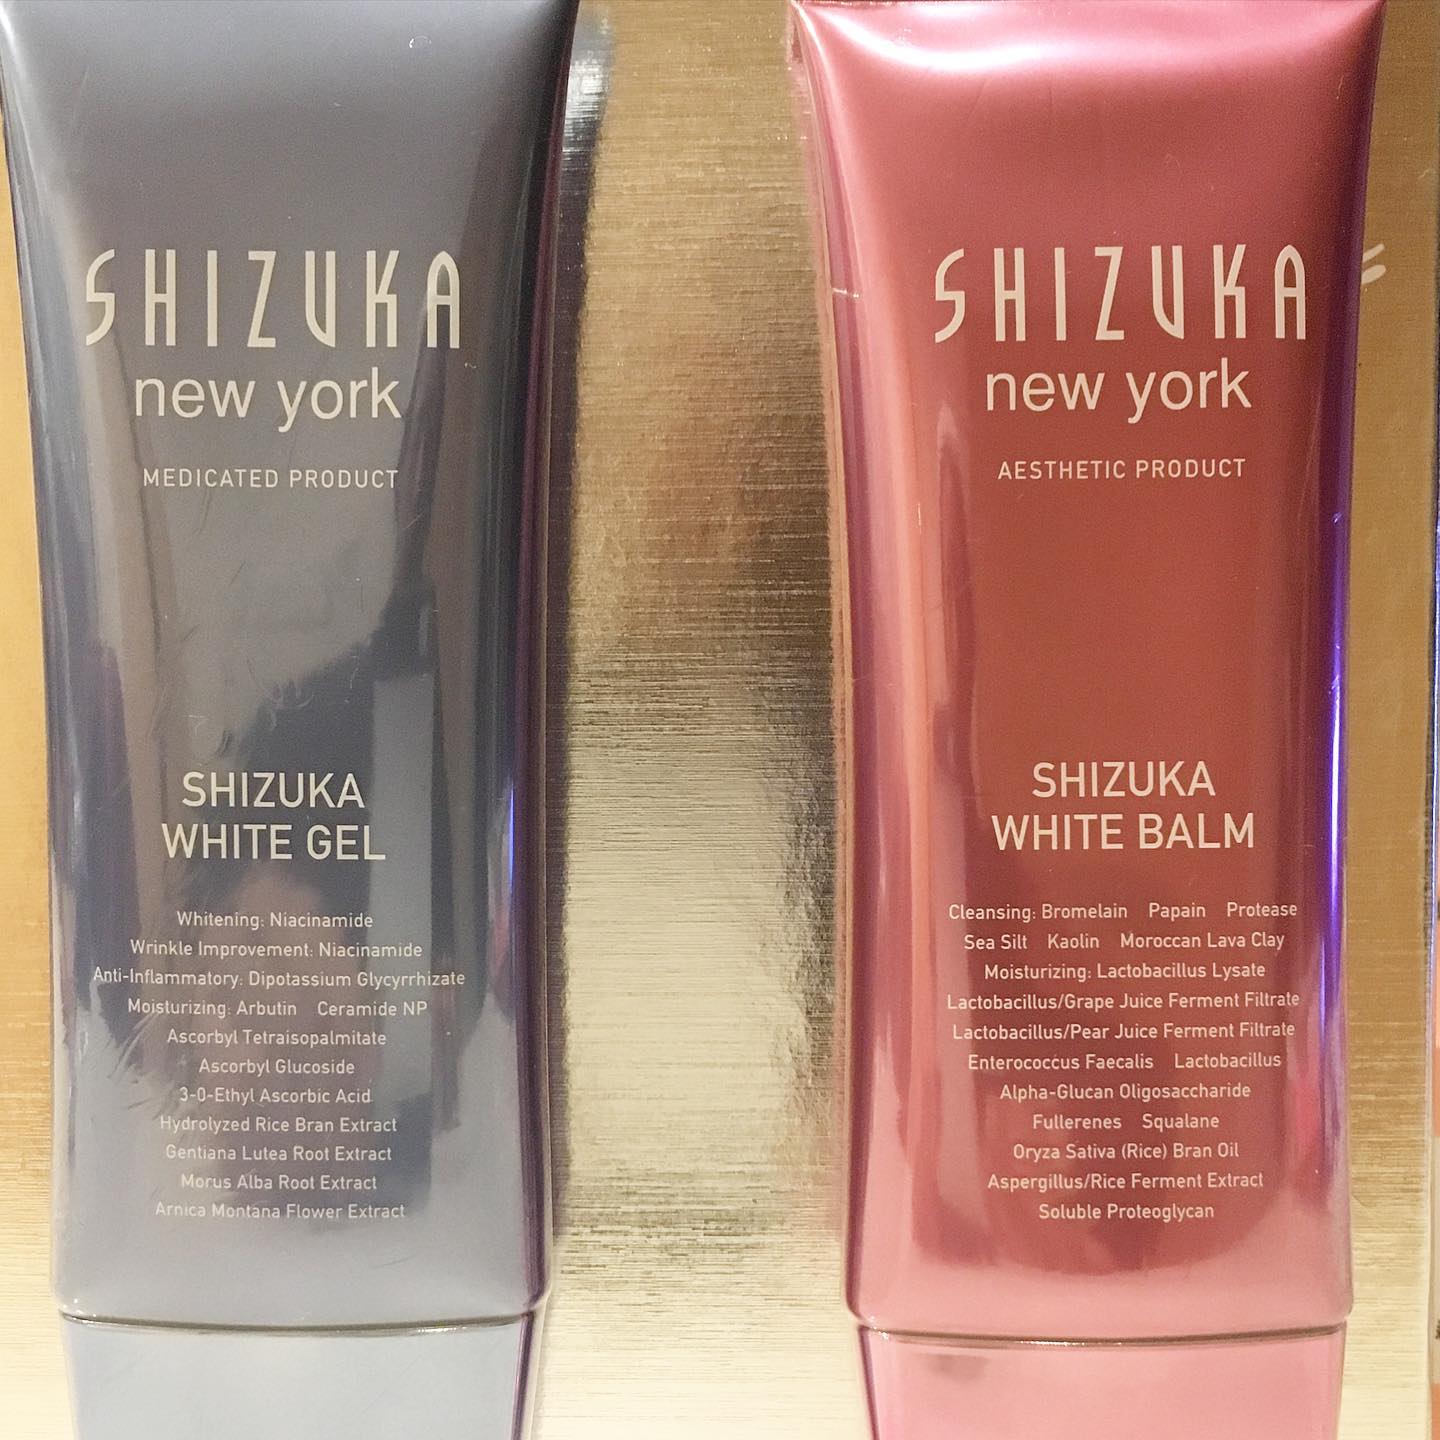 SHIZUKA
new york
MEDICATED PRODUCT
SHIZUKA
WHITE GEL
Whitening: Niacinamide
Wrinkle Improvement: Niacinamide
Anti-Inflammatory: Dipotassium Glycyrrhizate
Moisturizing: Arbutin Ceramide NP
Ascorbyl Tetraisopalmitate
Ascorbyl Glucoside
3-0-Ethyl Ascorbic Acid
Hydrolyzed Rice Bran Extract
Gentiana Lutea Root Extract
Morus Alba Root Extract
Arnica Montana Flower Extract
SHIZUKA
new york
AESTHETIC PRODUCT
SHIZUKA
WHITE BALM
Cleansing: Bromelain Papain Protease
Sea Silt Kaolin Moroccan Lava Clay
Moisturizing: Lactobacillus Lysate
Lactobacillus/Grape Juice Ferment Filtrate
Lactobacillus/Pear Juice Ferment Filtrate
Enterococcus Faecalis Lactobacillus
Alpha-Glucan Oligosaccharide
Fullerenes Squalane
Oryza Sativa (Rice) Bran Oil
Aspergillus/Rice Ferment Extract
Soluble Proteoglycan